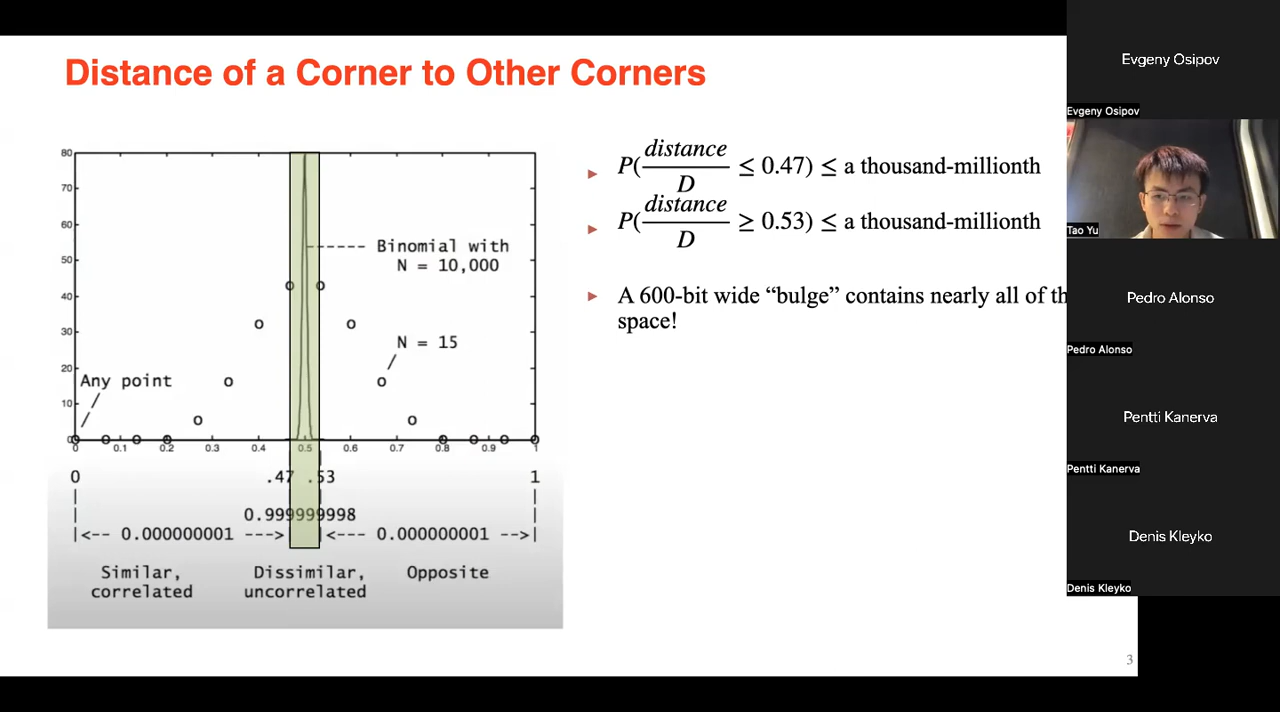 Distance of a Corner to Other Corners
80
70
60
50
40
30
20
10
0
Binomial with
N = 10,000
N = 15
Any point
0 0.1 0.2 0.3 0.4 0.5 0.6 0.7 0.8 0.9 1
0 .47 .53 1
0.999999998
|<-- 0.000000001 --->| |<--- 0.000000001 -->|
Similar, correlated
Dissimilar, uncorrelated
Opposite
P(distance/D ≤ 0.47) ≤ a thousand-millionth
P(distance/D ≥ 0.53) ≤ a thousand-millionth
A 600-bit wide “bulge” contains nearly all of
space!
3
Evgeny Osipov
Evgeny Osipov
Tao Yu
Pedro Alonso
Pedro Alonso
Pentti Kanerva
Pentti Kanerva
Denis Kleyko
Denis Kleyko